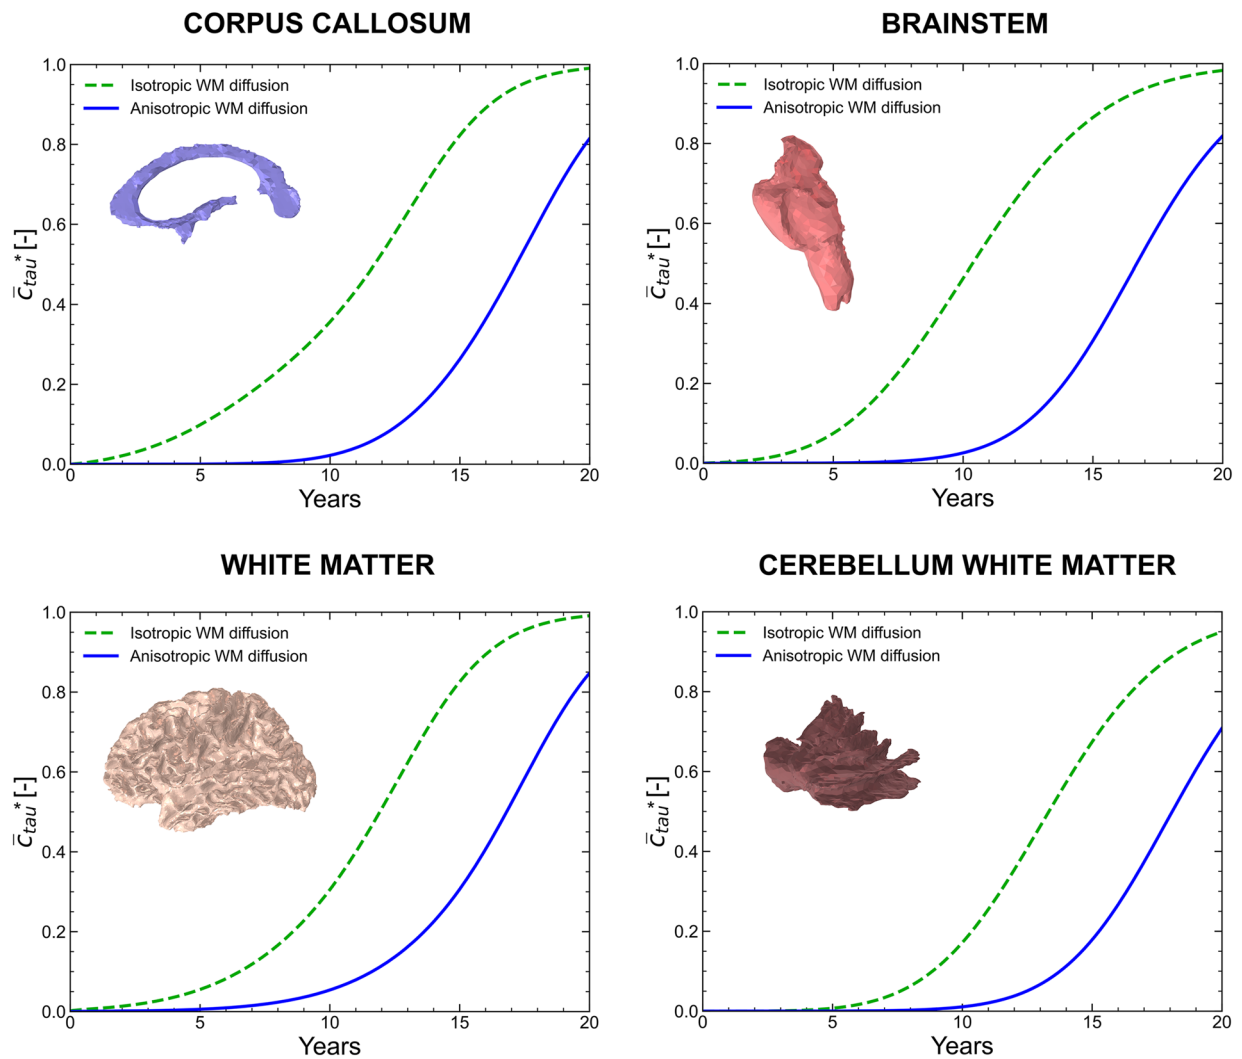 CORPUS CALLOSUM
1.0
Isotropic WM diffusion
Anisotropic WM diffusion
0.8
0.6
c̄tau* [-]
0.4
0.2
0.0
0 5 10 15 20
Years
BRAINSTEM
1.0
Isotropic WM diffusion
Anisotropic WM diffusion
0.8
0.6
c̄tau* [-]
0.4
0.2
0.0
0 5 10 15 20
Years
WHITE MATTER
1.0
Isotropic WM diffusion
Anisotropic WM diffusion
0.8
0.6
c̄tau* [-]
0.4
0.2
0.0
0 5 10 15 20
Years
CEREBELLUM WHITE MATTER
1.0
Isotropic WM diffusion
Anisotropic WM diffusion
0.8
0.6
c̄tau* [-]
0.4
0.2
0.0
0 5 10 15 20
Years